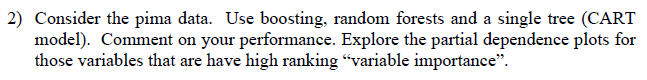 2) Consider the pima data. Use boosting, random forests and a single tree (CART
model). Comment on your performance. Explore the partial dependence plots for
those variables that are have high ranking “variable importance”.